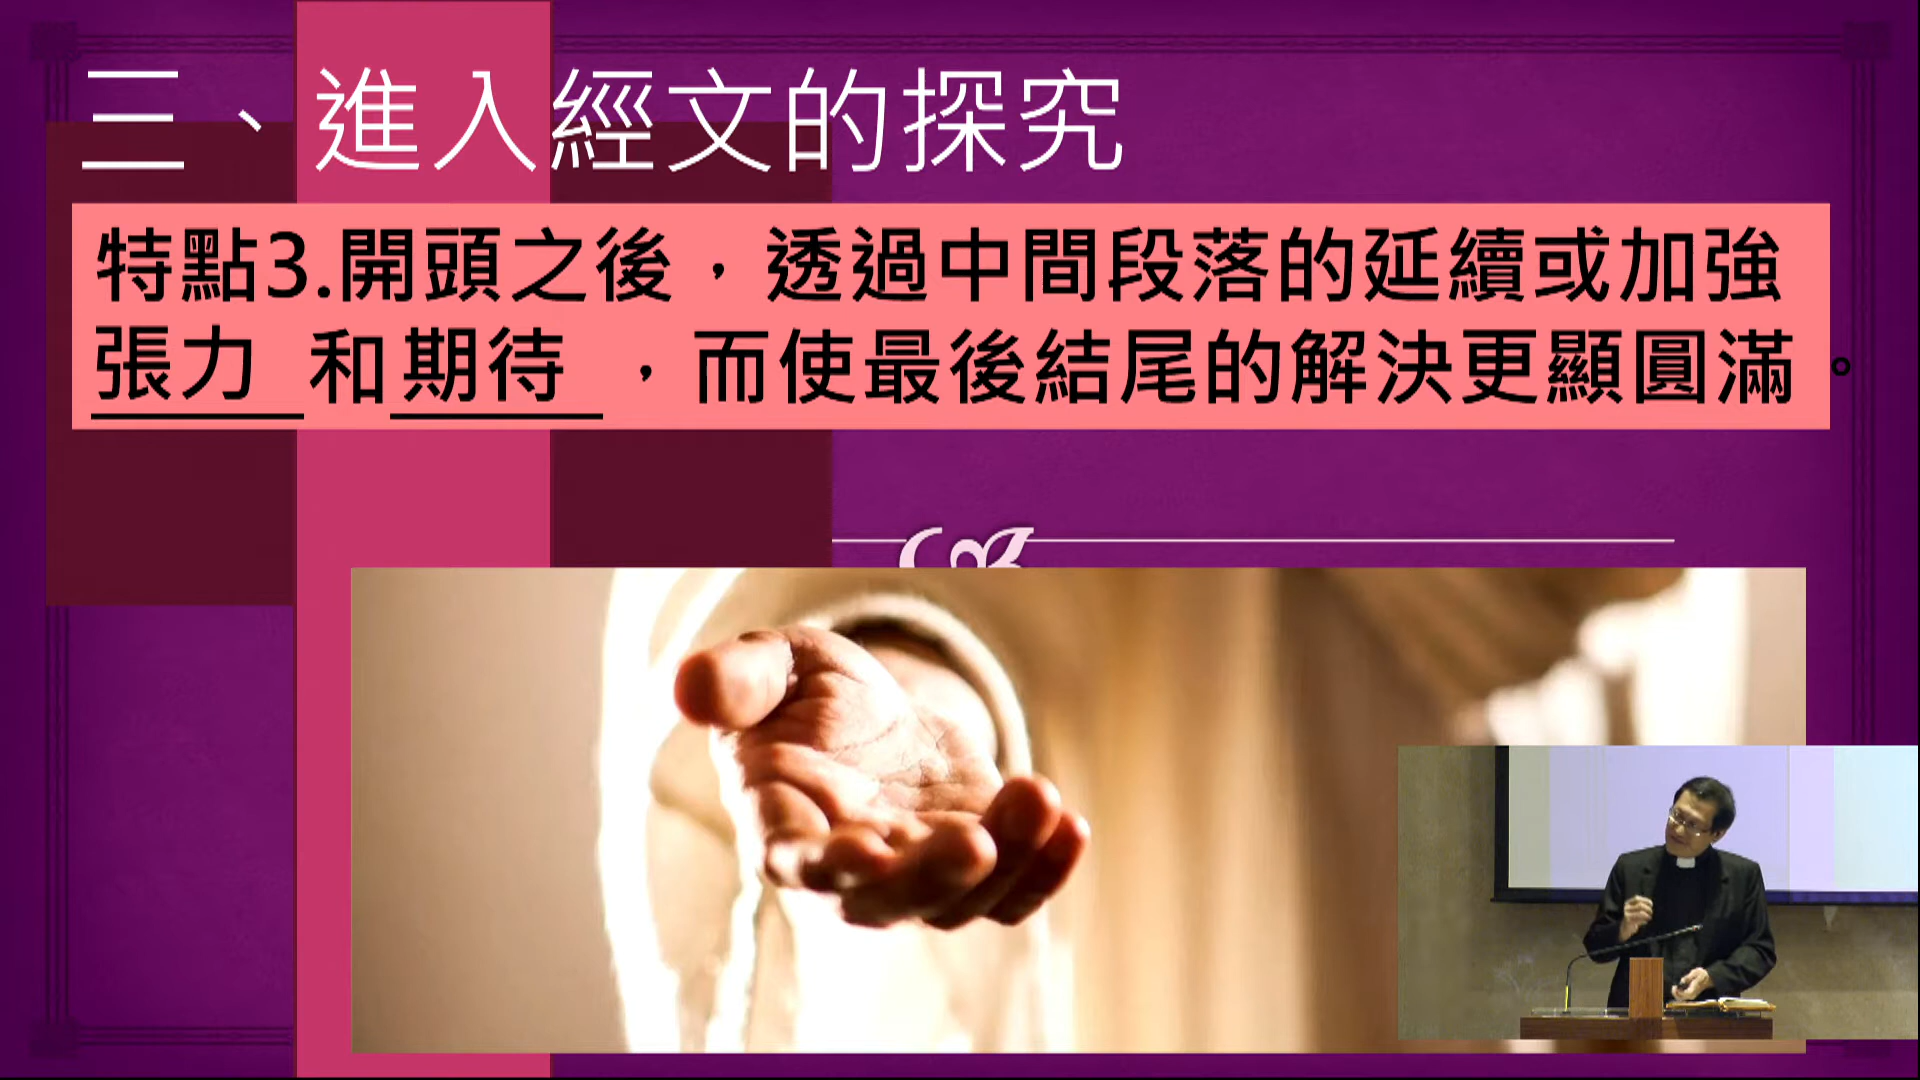 三、進入經文的探究
特點3.開頭之後，透過中間段落的延續或加強
張力 和期待 ，而使最後結尾的解決更顯圓滿。